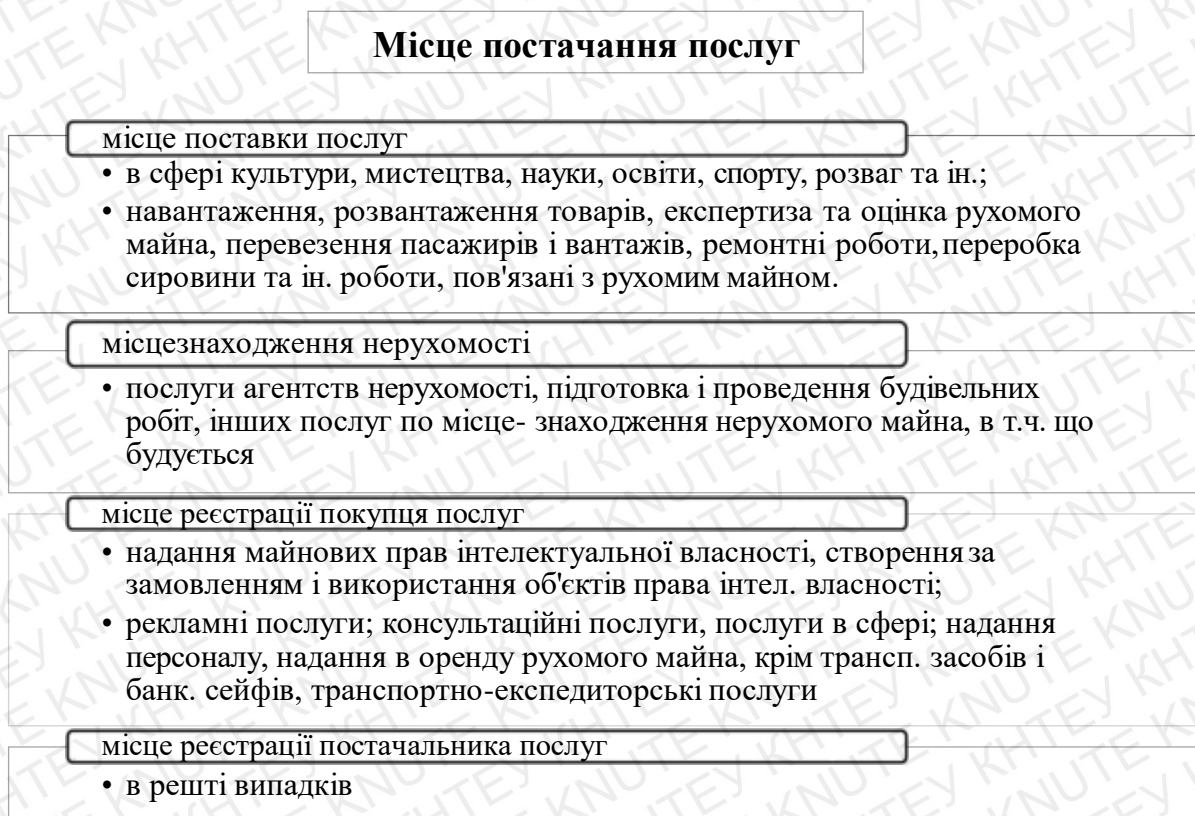 Місце постачання послуг
місце поставки послуг
• в сфері культури, мистецтва, науки, освіти, спорту, розваг та ін.;
• навантаження, розвантаження товарів, експертиза та оцінка рухомого
майна, перевезення пасажирів і вантажів, ремонтні роботи, переробка
сировини та ін. роботи, пов'язані з рухомим майном.
місцезнаходження нерухомості
• послуги агентств нерухомості, підготовка і проведення будівельних
робіт, інших послуг по місце- знаходження нерухомого майна, в т.ч. що
будується
місце реєстрації покупця послуг
• надання майнових прав інтелектуальної власності, створення за
замовленням і використання об'єктів права інтел. власності;
• рекламні послуги; консультаційні послуги, послуги в сфері; надання
персоналу, надання в оренду рухомого майна, крім трансп. засобів і
банк. сейфів, транспортно-експедиторські послуги
місце реєстрації постачальника послуг
• в решті випадків